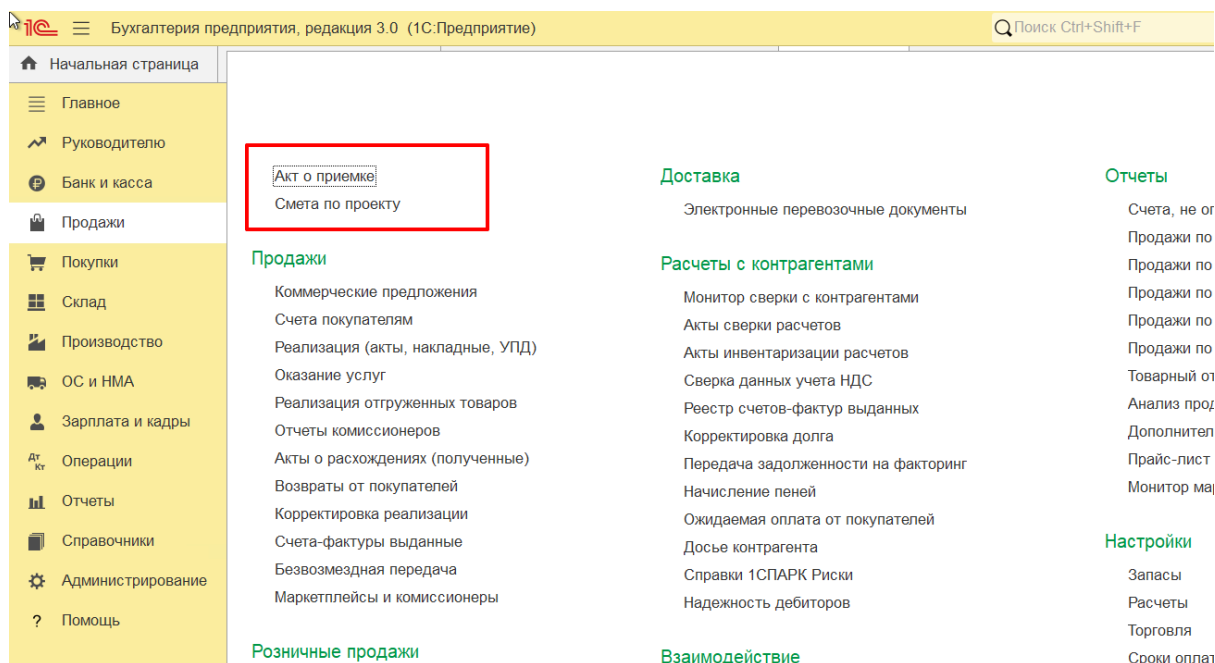 1С Бухгалтерия предприятия, редакция 3.0 (1С:Предприятие) Поиск Ctrl+Shift+F
Начальная страница
Главное
Руководителю
Банк и касса
Продажи
Покупки
Склад
Производство
ОС и НМА
Зарплата и кадры
Дт Кт Операции
Отчеты
Справочники
Администрирование
? Помощь
Акт о приемке
Смета по проекту
Продажи
Коммерческие предложения
Счета покупателям
Реализация (акты, накладные, УПД)
Оказание услуг
Реализация отгруженных товаров
Отчеты комиссионеров
Акты о расхождениях (полученные)
Возвраты от покупателей
Корректировка реализации
Счета-фактуры выданные
Безвозмездная передача
Маркетплейсы и комиссионеры
Розничные продажи
Доставка
Электронные перевозочные документы
Расчеты с контрагентами
Монитор сверки с контрагентами
Акты сверки расчетов
Акты инвентаризации расчетов
Сверка данных учета НДС
Реестр счетов-фактур выданных
Корректировка долга
Передача задолженности на факторинг
Начисление пеней
Ожидаемая оплата от покупателей
Досье контрагента
Справки 1СПАРК Риски
Надежность дебиторов
Взаимодействие
Отчеты
Счета, не
Продажи по
Продажи по
Продажи по
Продажи по
Продажи по
Товарный
Анализ
Прайс-лист
Монитор
Настройки
Запасы
Расчеты
Торговля
Сроки